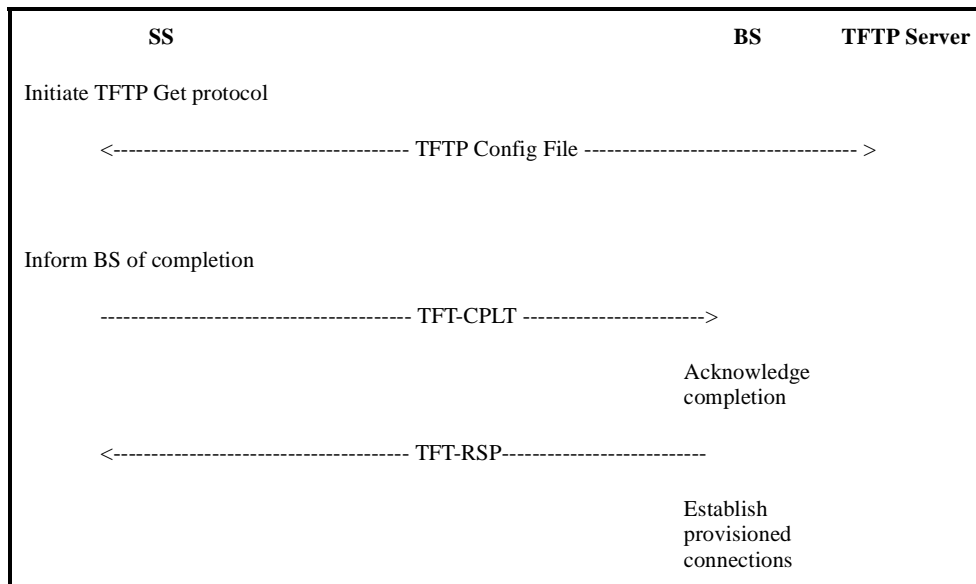 SS BS TFTP Server
Initiate TFTP Get protocol
<--------------------------------------- TFTP Config File ------------------------------------ >
Inform BS of completion
----------------------------------------- TFT-CPLT ------------------------>
Acknowledge
completion
<--------------------------------------- TFT-RSP---------------------------
Establish
provisioned
connections